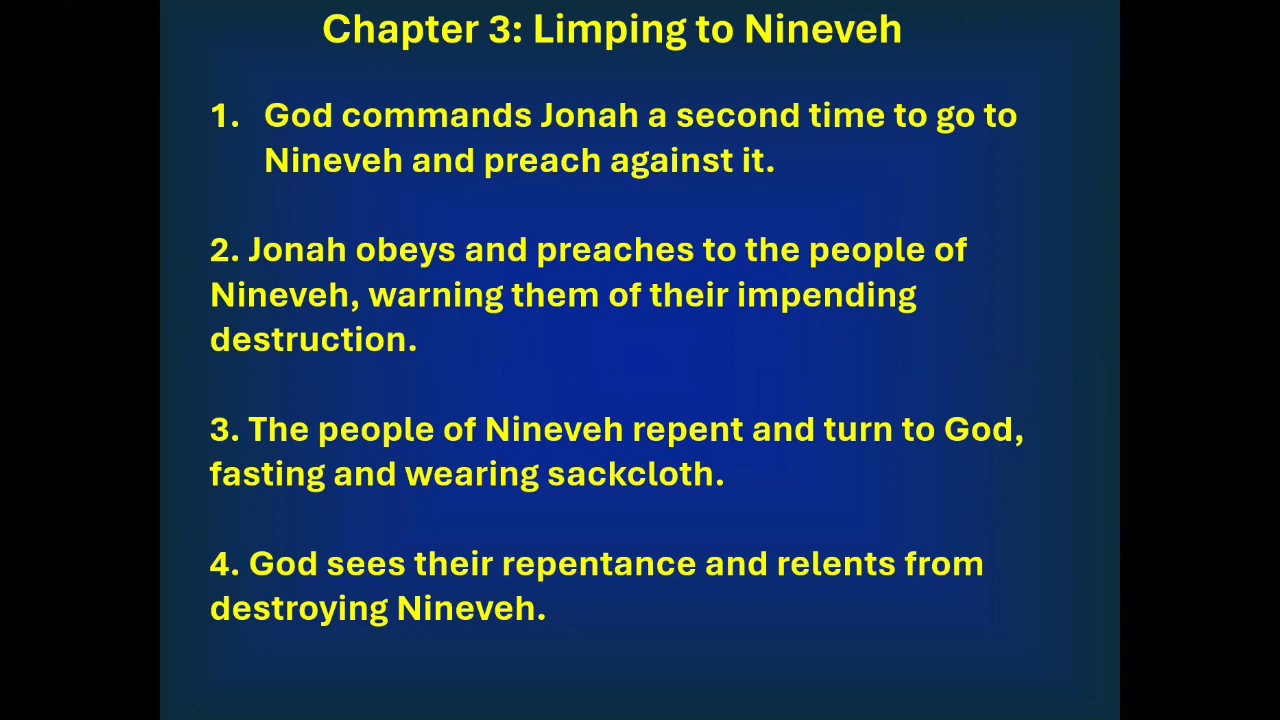 Chapter 3: Limping to Nineveh
1. God commands Jonah a second time to go to
Nineveh and preach against it.
2. Jonah obeys and preaches to the people of
Nineveh, warning them of their impending
destruction.
3. The people of Nineveh repent and turn to God,
fasting and wearing sackcloth.
4. God sees their repentance and relents from
destroying Nineveh.